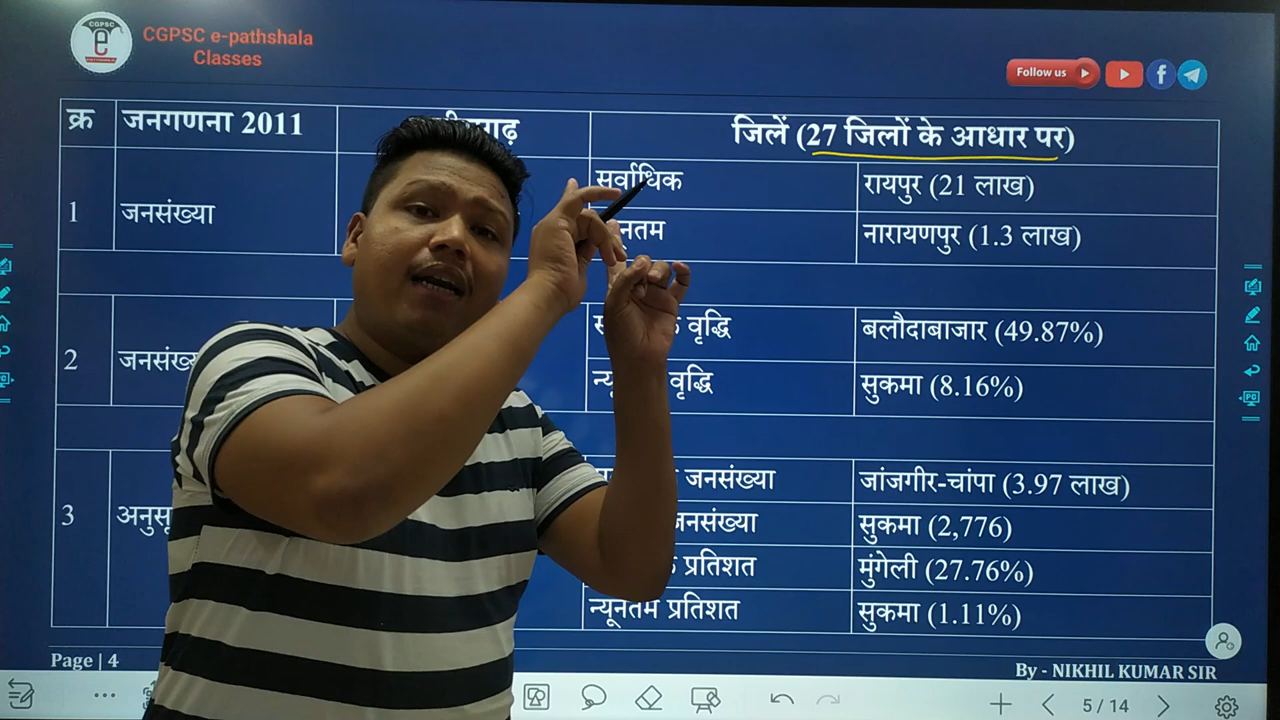 CGPSC
e
CGPSC e-pathshala
Classes
Follow us
क्र
जनगणना 2011
जिलें (27 जिलों के आधार पर)
1
जनसंख्या
सर्वाधिक
रायपुर (21 लाख)
नारायणपुर (1.3 लाख)
2
वृद्धि
बलौदाबाजार (49.87%)
वृद्धि
सुकमा (8.16%)
3
जनसंख्या
जांजगीर-चांपा (3.97 लाख)
सुकमा (2,776)
प्रतिशत
मुंगेली (27.76%)
न्यूनतम प्रतिशत
सुकमा (1.11%)
Page | 4
By - NIKHIL KUMAR SIR
5 / 14